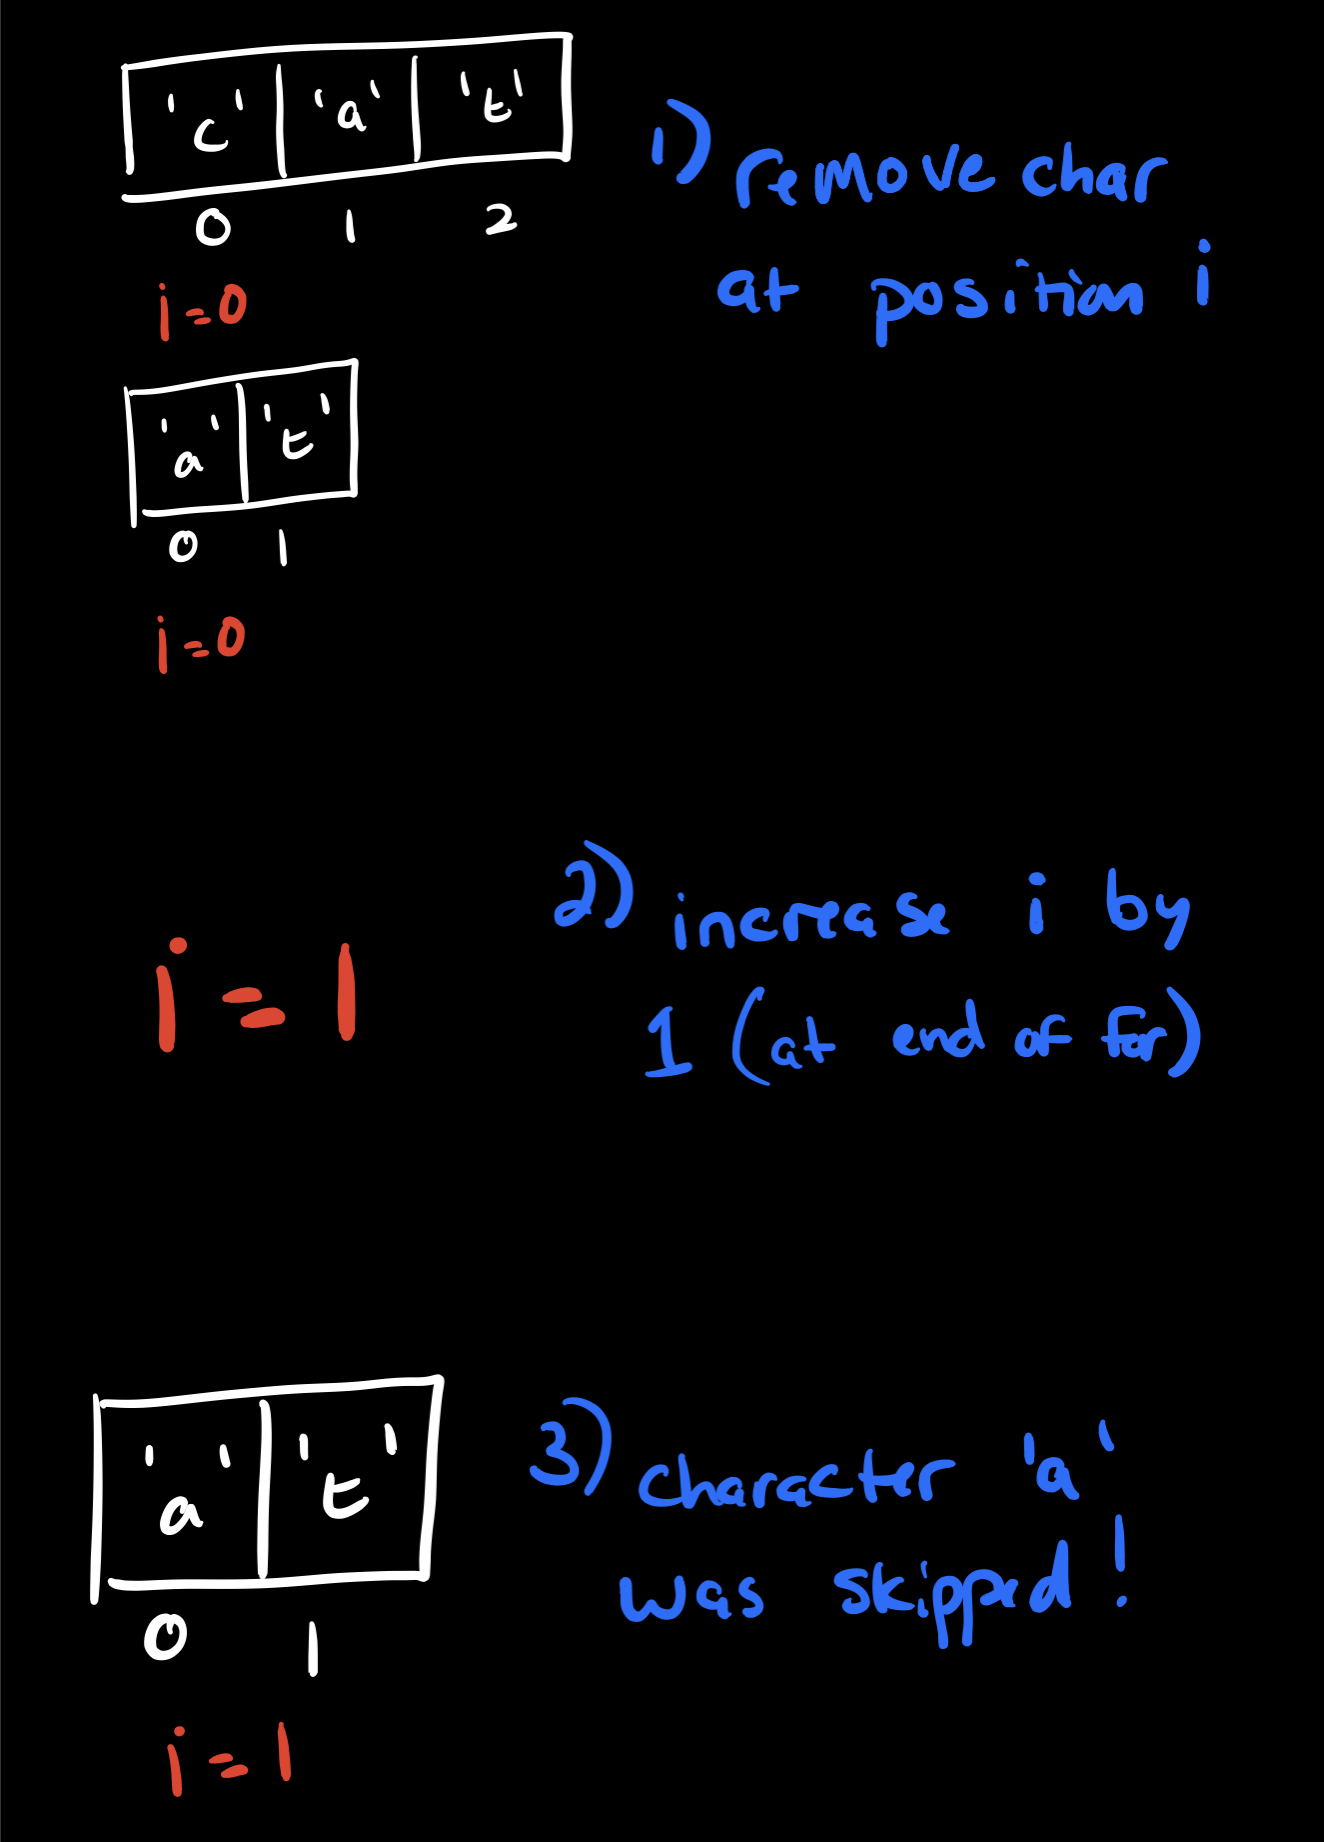 'c' 'a' 't'
0 1 2
i=0
1) remove char
at position i
'a' 't'
0 1
i=0
2) increase i by
1 (at end of for)
i = 1
'a' 't'
0 1
i = 1
3) character 'a'
was skipped!